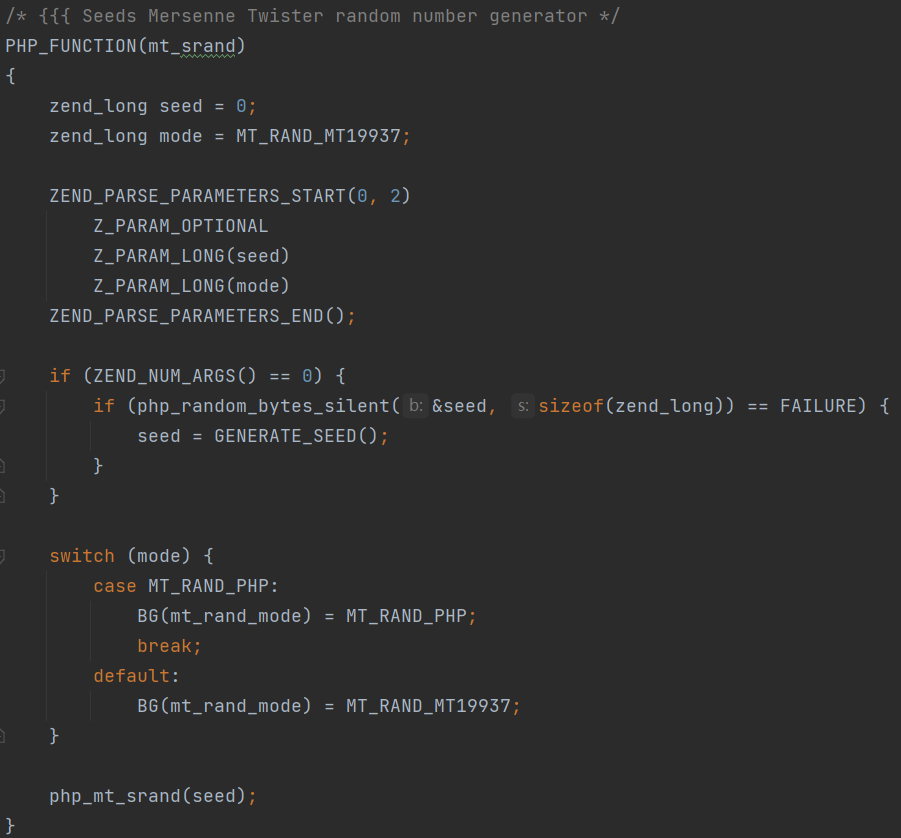 /* {{{ Seeds Mersenne Twister random number generator */
PHP_FUNCTION(mt_srand)
{
    zend_long seed = 0;
    zend_long mode = MT_RAND_MT19937;

    ZEND_PARSE_PARAMETERS_START(0, 2)
        Z_PARAM_OPTIONAL
        Z_PARAM_LONG(seed)
        Z_PARAM_LONG(mode)
    ZEND_PARSE_PARAMETERS_END();

    if (ZEND_NUM_ARGS() == 0) {
        if (php_random_bytes_silent( b: &seed, s: sizeof(zend_long)) == FAILURE) {
            seed = GENERATE_SEED();
        }
    }

    switch (mode) {
        case MT_RAND_PHP:
            BG(mt_rand_mode) = MT_RAND_PHP;
            break;
        default:
            BG(mt_rand_mode) = MT_RAND_MT19937;
    }

    php_mt_srand(seed);
}